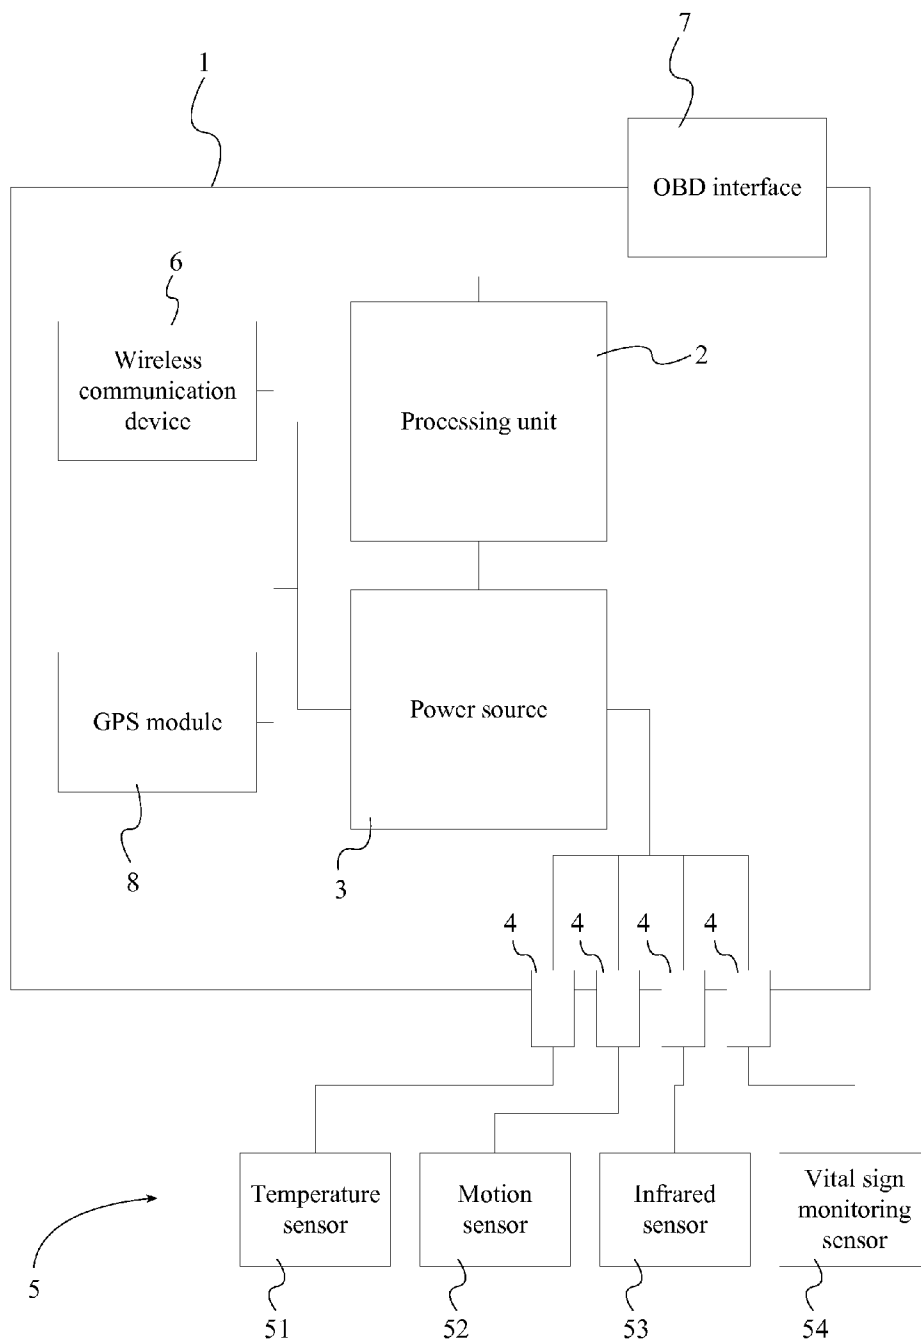 7
1
OBD interface
6
Wireless
communication
device
2
Processing unit
GPS module
Power source
8
3
4 4 4 4
Temperature
sensor
Motion
sensor
Infrared
sensor
Vital sign
monitoring
sensor
5
51 52 53 54